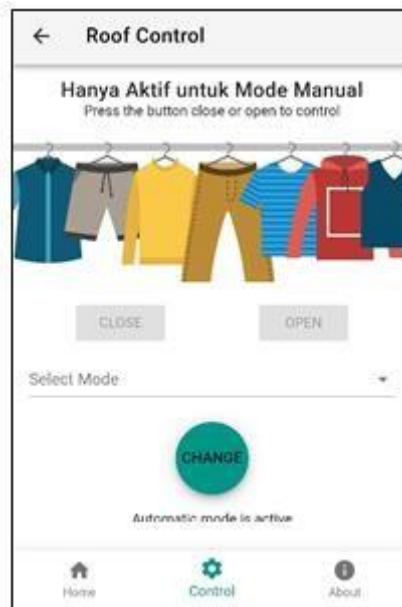 Roof Control
Hanya Aktif untuk Mode Manual
Press the button close or open to control
CLOSE OPEN
Select Mode
CHANGE
Automatic mode is active
Home Control About